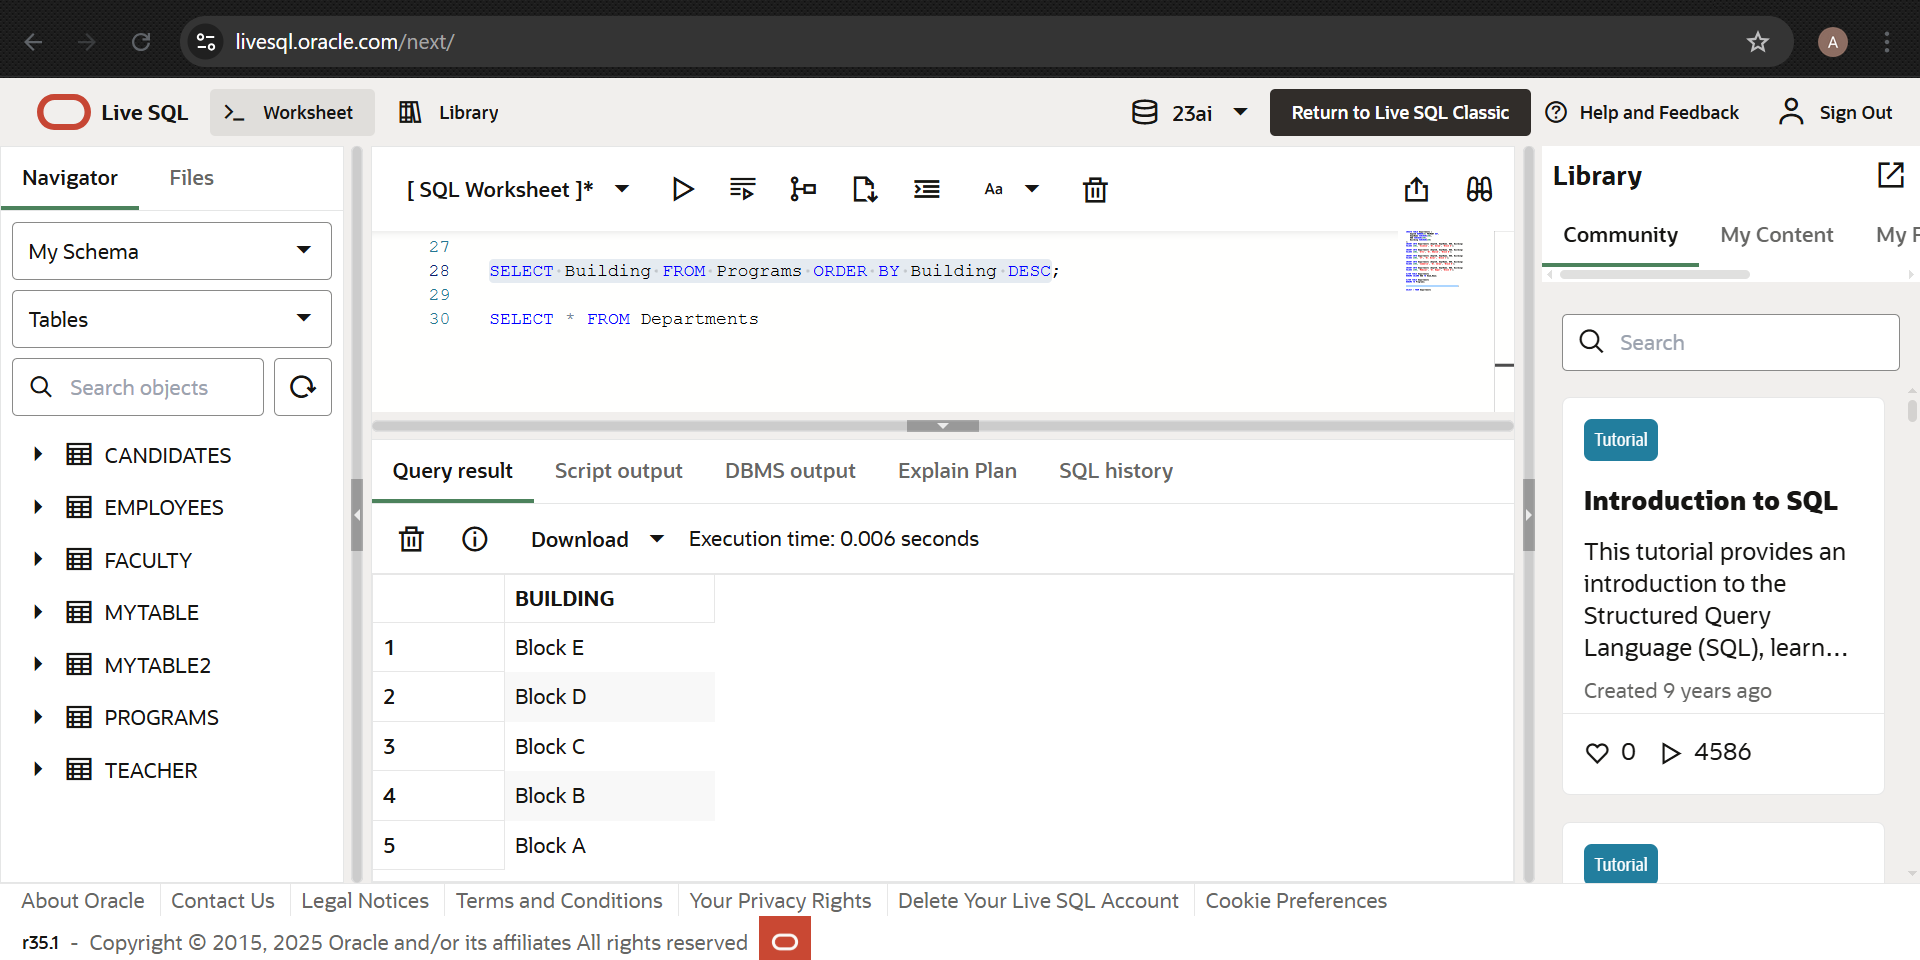 livesql.oracle.com/next/
A
Live SQL
Worksheet
Library
23ai
Return to Live SQL Classic
Help and Feedback
Sign Out
Navigator
Files
My Schema
Tables
Search objects
CANDIDATES
EMPLOYEES
FACULTY
MYTABLE
MYTABLE2
PROGRAMS
TEACHER
[ SQL Worksheet ]*
Aa
27
28 SELECT Building FROM Programs ORDER BY Building DESC;
29
30 SELECT * FROM Departments
Query result
Script output
DBMS output
Explain Plan
SQL history
Download
Execution time: 0.006 seconds
BUILDING
1 Block E
2 Block D
3 Block C
4 Block B
5 Block A
Library
Community
My Content
My F
Search
Tutorial
Introduction to SQL
This tutorial provides an
introduction to the
Structured Query
Language (SQL), learn...
Created 9 years ago
0
4586
Tutorial
About Oracle
Contact Us
Legal Notices
Terms and Conditions
Your Privacy Rights
Delete Your Live SQL Account
Cookie Preferences
r35.1 - Copyright © 2015, 2025 Oracle and/or its affiliates All rights reserved